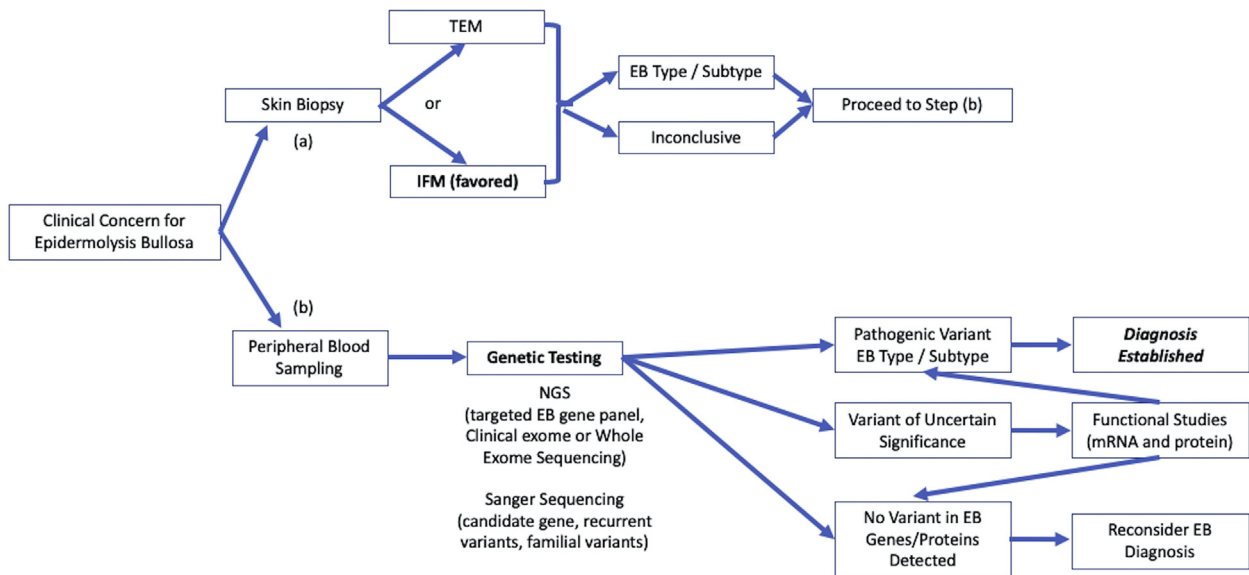 TEM
Skin Biopsy
(a)
or
IFM (favored)
EB Type / Subtype
Inconclusive
Proceed to Step (b)
Clinical Concern for
Epidermolysis Bullosa
(b)
Peripheral Blood
Sampling
Genetic Testing
NGS
(targeted EB gene panel,
Clinical exome or Whole
Exome Sequencing)
Sanger Sequencing
(candidate gene, recurrent
variants, familial variants)
Pathogenic Variant
EB Type / Subtype
Diagnosis
Established
Variant of Uncertain
Significance
Functional Studies
(mRNA and protein)
No Variant in EB
Genes/Proteins
Detected
Reconsider EB
Diagnosis